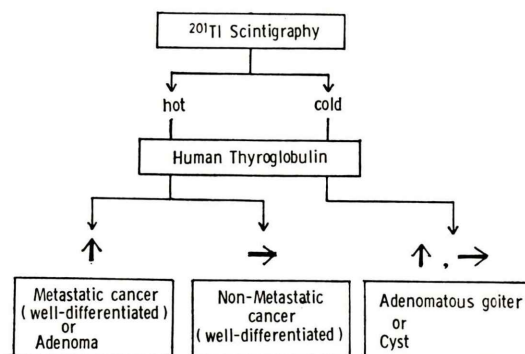 ²⁰¹Tl Scintigraphy
hot
cold
Human Thyroglobulin
↑
→
↑ , →
Metastatic cancer
( well-differentiated )
or
Adenoma
Non-Metastatic
cancer
( well-differentiated )
Adenomatous goiter
or
Cyst